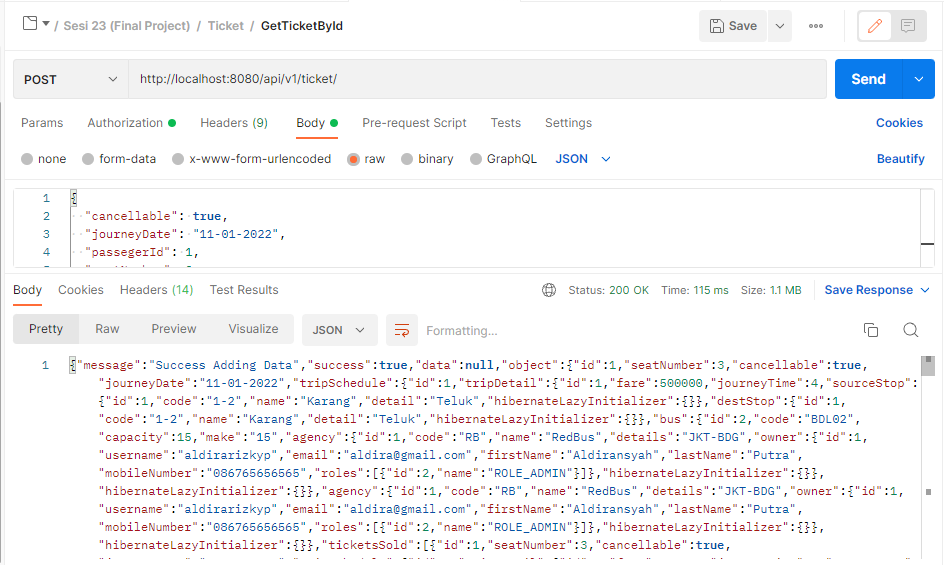 / Sesi 23 (Final Project) / Ticket / GetTicketById
Save
POST
http://localhost:8080/api/v1/ticket/
Send
Params Authorization Headers (9) Body Pre-request Script Tests Settings Cookies
none form-data x-www-form-urlencoded raw binary GraphQL JSON Beautify
1 {
2 "cancellable": true,
3 "journeyDate": "11-01-2022",
4 "passegerId": 1,
Body Cookies Headers (14) Test Results Status: 200 OK Time: 115 ms Size: 1.1 MB Save Response
Pretty Raw Preview Visualize JSON Formatting...
1 {"message":"Success Adding Data","success":true,"data":null,"object":{"id":1,"seatNumber":3,"cancellable":true,
"journeyDate":"11-01-2022","tripSchedule":{"id":1,"tripDetail":{"id":1,"fare":500000,"journeyTime":4,"sourceStop":
{"id":1,"code":"1-2","name":"Karang","detail":"Teluk","hibernateLazyInitializer":{}},"destStop":{"id":1,
"code":"1-2","name":"Karang","detail":"Teluk","hibernateLazyInitializer":{}},"bus":{"id":2,"code":"BDL02",
"capacity":15,"make":"15","agency":{"id":1,"code":"RB","name":"RedBus","details":"JKT-BDG","owner":{"id":1,
"username":"aldirarizkyp","email":"aldira@gmail.com","firstName":"Aldiransyah","lastName":"Putra",
"mobileNumber":"086765656565","roles":[[{"id":2,"name":"ROLE_ADMIN"}]},"hibernateLazyInitializer":{}},
"hibernateLazyInitializer":{}},"agency":{"id":1,"code":"RB","name":"RedBus","details":"JKT-BDG","owner":{"id":1,
"username":"aldirarizkyp","email":"aldira@gmail.com","firstName":"Aldiransyah","lastName":"Putra",
"mobileNumber":"086765656565","roles":[[{"id":2,"name":"ROLE_ADMIN"}]},"hibernateLazyInitializer":{}},
"hibernateLazyInitializer":{}},"ticketsSold":[[{"id":1,"seatNumber":3,"cancellable":true,